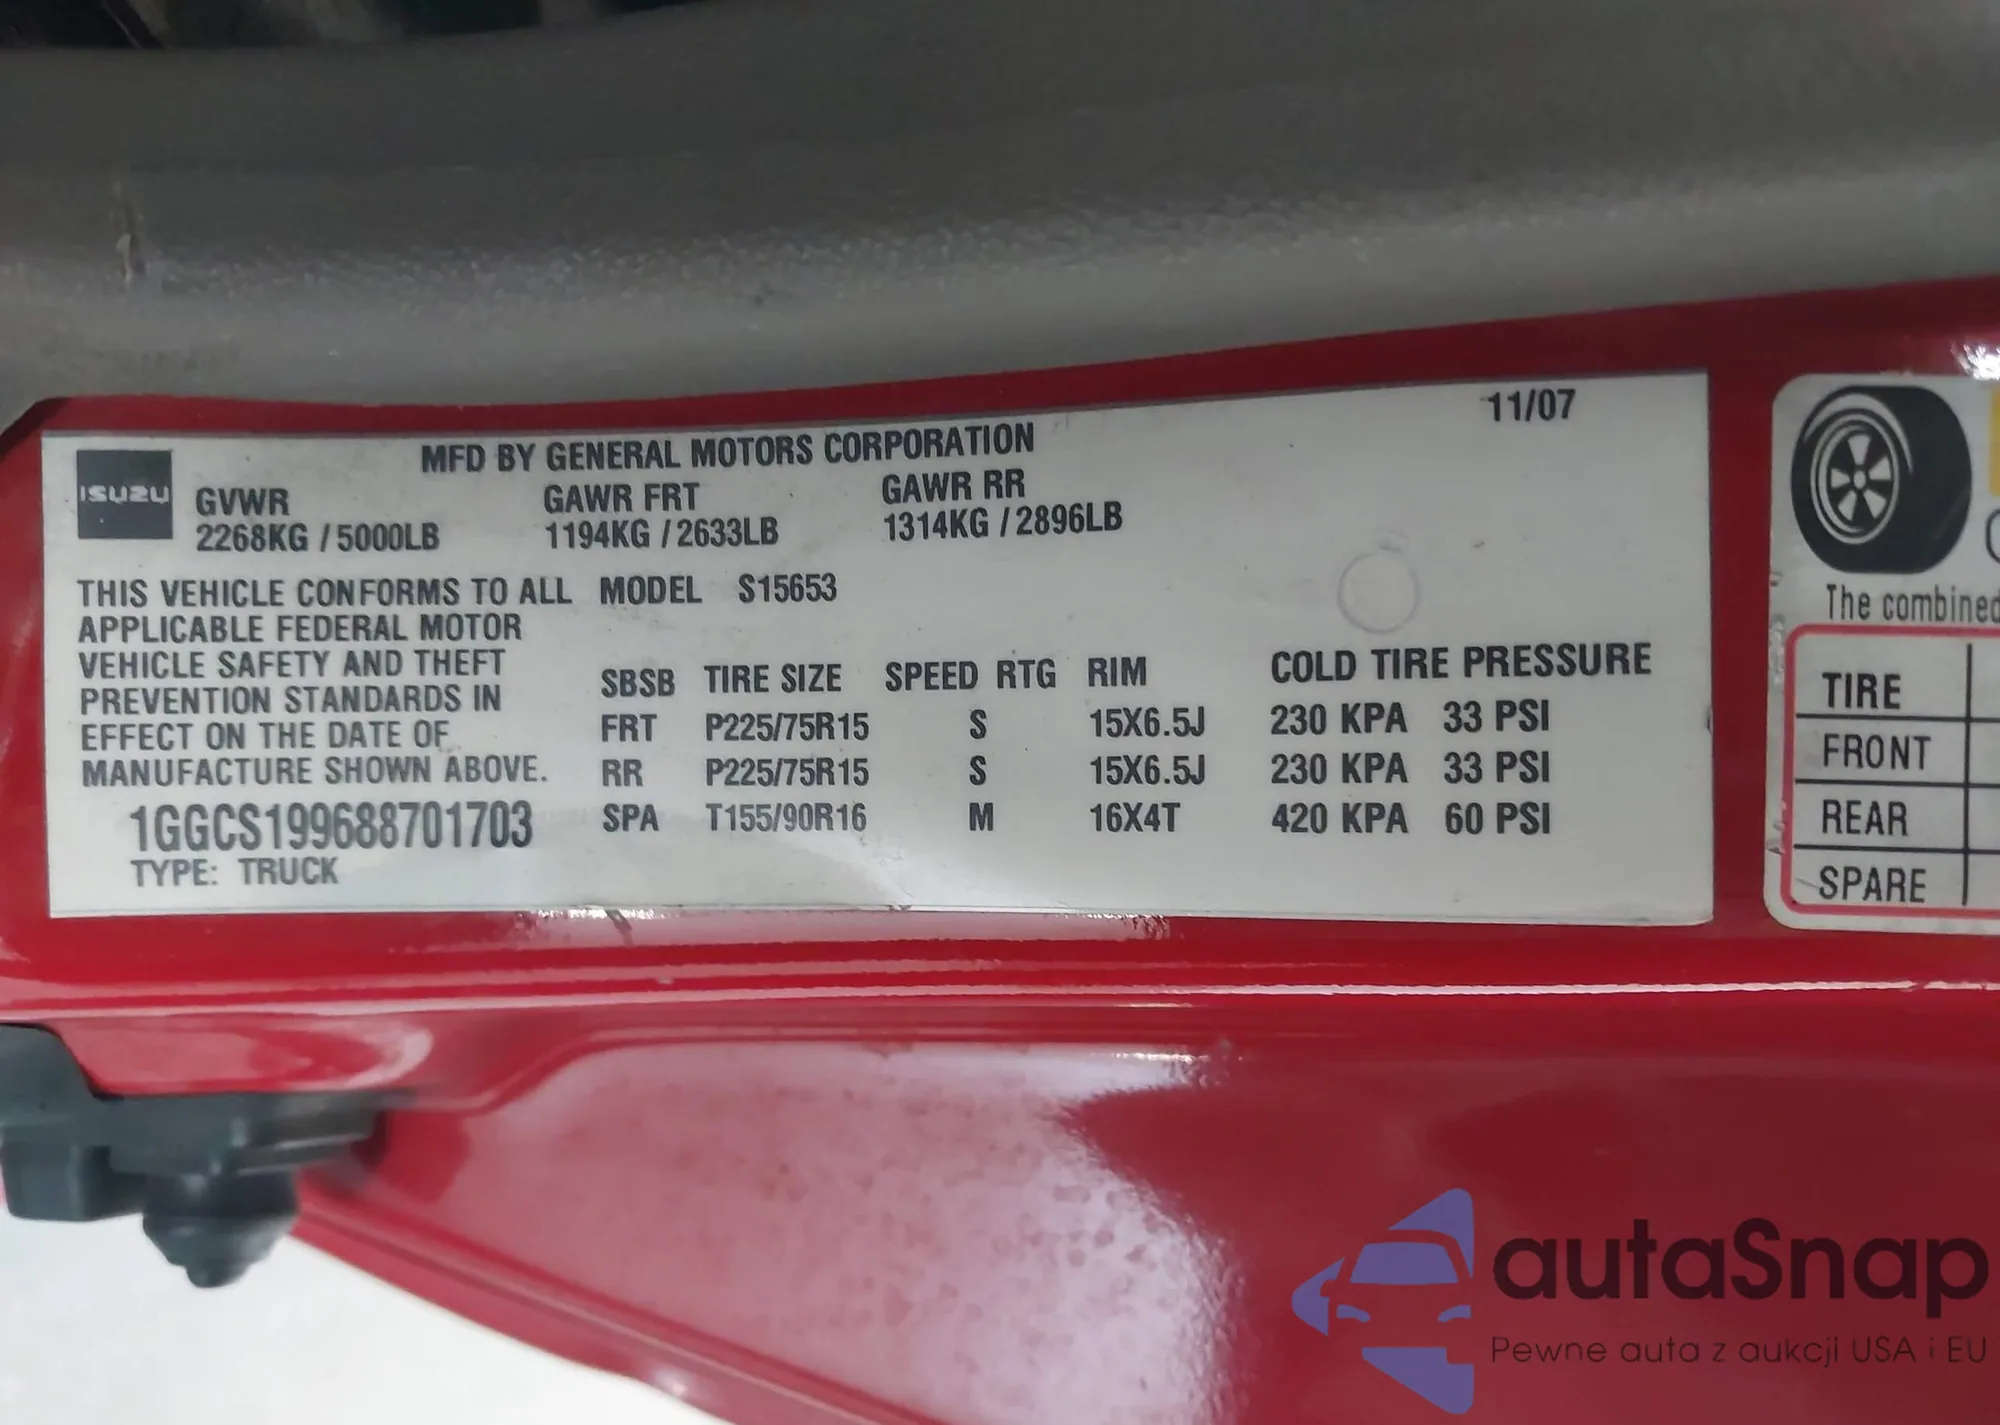 11/07
MFD BY GENERAL MOTORS CORPORATION
ISUZU
GVWR GAWR FRT GAWR RR
2268KG / 5000LB 1194KG / 2633LB 1314KG / 2896LB
THIS VEHICLE CONFORMS TO ALL
APPLICABLE FEDERAL MOTOR
VEHICLE SAFETY AND THEFT
PREVENTION STANDARDS IN
EFFECT ON THE DATE OF
MANUFACTURE SHOWN ABOVE.
1GGCS199688701703
TYPE: TRUCK
MODEL S15653
SBSB TIRE SIZE SPEED RTG RIM COLD TIRE PRESSURE
FRT P225/75R15 S 15X6.5J 230 KPA 33 PSI
RR P225/75R15 S 15X6.5J 230 KPA 33 PSI
SPA T155/90R16 M 16X4T 420 KPA 60 PSI
The combined
TIRE
FRONT
REAR
SPARE
autaSnap
Pewne auta z aukcji USA i EU